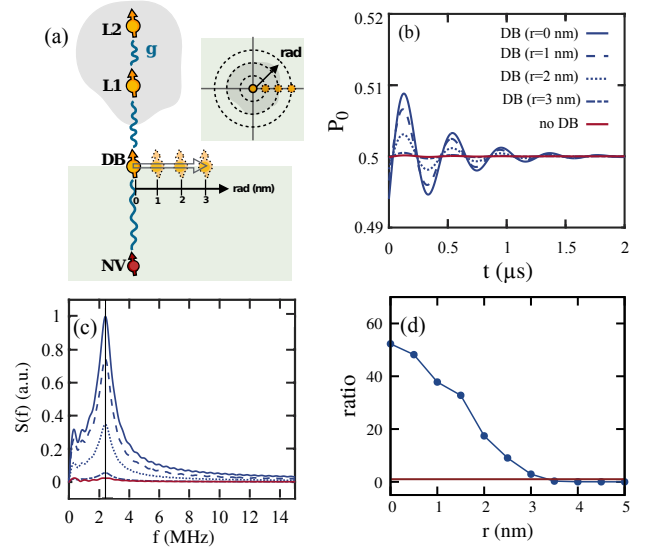 (a)
L2
g
L1
rad
DB
rad (nm)
0 1 2 3
NV
(b)
DB (r=0 nm)
DB (r=1 nm)
DB (r=2 nm)
DB (r=3 nm)
no DB
P0
0.52
0.51
0.5
0.49
0 0.5 1 1.5 2
t (μs)
(c)
S(f) (a.u.)
1
0.8
0.6
0.4
0.2
0
0 2 4 6 8 10 12 14
f (MHz)
(d)
ratio
60
40
20
0
0 1 2 3 4 5
r (nm)